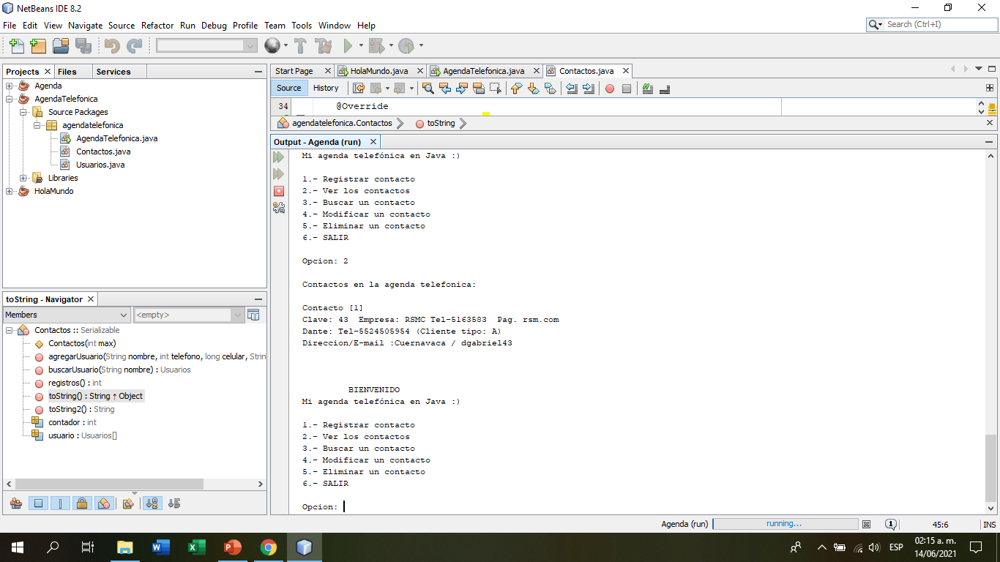 NetBeans IDE 8.2
File Edit View Navigate Source Refactor Run Debug Profile Team Tools Window Help
Search (Ctrl+I)
Projects Files Services
Agenda
AgendaTelefonica
Source Packages
agendatelefonica
AgendaTelefonica.java
Contactos.java
Usuarios.java
Libraries
HolaMundo
toString - Navigator
Members <empty>
Contactos :: Serializable
Contactos(int max)
agregarUsuario(String nombre, int telefono, long celular, Strin
buscarUsuario(String nombre) : Usuarios
registros() : int
toString() : String ↑ Object
toString2() : String
contador : int
usuario : Usuarios[]
Start Page HolaMundo.java AgendaTelefonica.java Contactos.java
Source History
34 @Override
agendatelefonica.Contactos toString
Output - Agenda (run)
Mi agenda telefónica en Java :)
1.- Registrar contacto
2.- Ver los contactos
3.- Buscar un contacto
4.- Modificar un contacto
5.- Eliminar un contacto
6.- SALIR
Opcion: 2
Contactos en la agenda telefonica:
Contacto [1]
Clave: 43 Empresa: RSMC Tel-5163583 Pag. rsm.com
Dante: Tel-5524505954 (Cliente tipo: A)
Direccion/E-mail :Cuernavaca / dgabriel43
BIENVENIDO
Mi agenda telefónica en Java :)
1.- Registrar contacto
2.- Ver los contactos
3.- Buscar un contacto
4.- Modificar un contacto
5.- Eliminar un contacto
6.- SALIR
Opcion:
Agenda (run) running... 1 45:6 INS
ESP
02:15 a. m.
14/06/2021